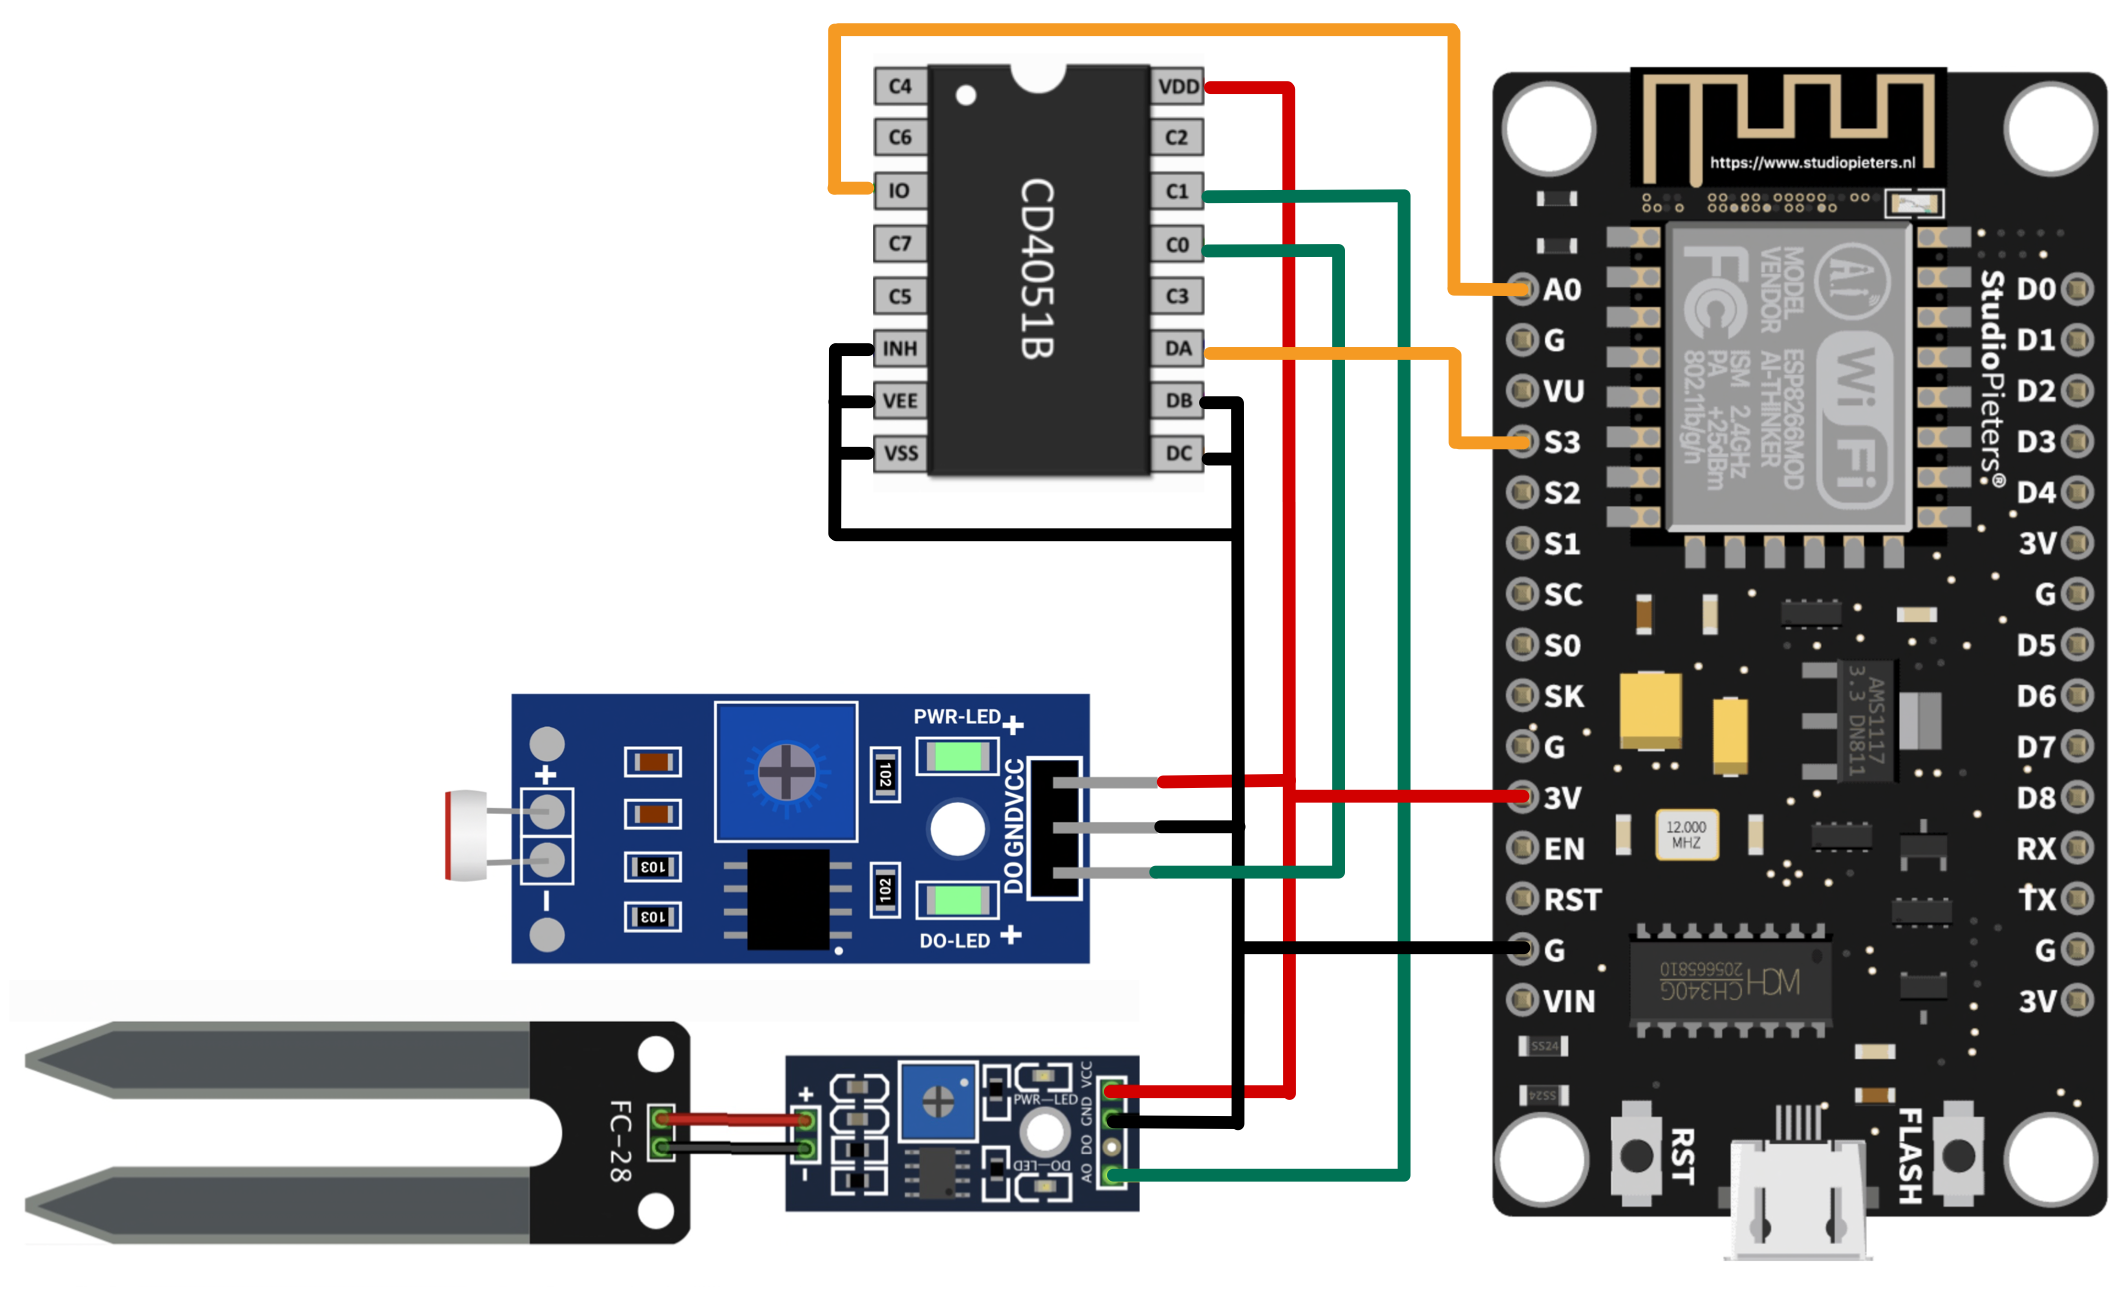 C4
C6
IO
C7
C5
INH
VEE
VSS
CD4051B
VDD
C2
C1
C0
C3
DA
DB
DC
https://www.studiopieters.nl
MODEL
VENDOR
ESP8266MOD
AI-THINKER
ISM 2.4GHz
PA +25dBm
802.11b/g/n
FC
Ai
WiFi
StudioPieters®
A0
G
VU
S3
S2
S1
SC
S0
SK
G
3V
EN
RST
G
VIN
D0
D1
D2
D3
D4
3V
G
D5
D6
D7
D8
RX
TX
G
3V
AMS1117
3.3 DN811
12.000
MHZ
WCH
CH340G
205665810
SS24
SS24
RST
FLASH
+
−
103
103
102
102
PWR-LED
+
VCC
GND
DO
DO-LED
+
FC-28
+
-
PWR—LED
DO—LED
VCC
GND
DO
AO